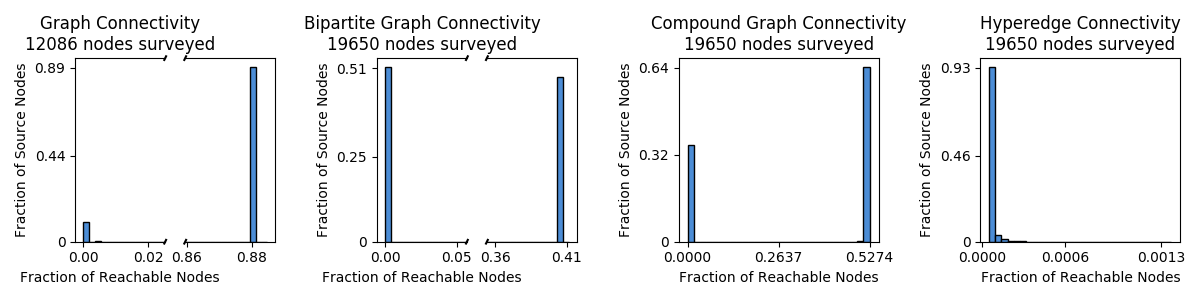 Graph Connectivity
12086 nodes surveyed
Fraction of Source Nodes
0.89
0.44
0
0.00
0.02
0.86
0.88
Fraction of Reachable Nodes
Bipartite Graph Connectivity
19650 nodes surveyed
Fraction of Source Nodes
0.51
0.25
0
0.00
0.05
0.36
0.41
Fraction of Reachable Nodes
Compound Graph Connectivity
19650 nodes surveyed
Fraction of Source Nodes
0.64
0.32
0
0.0000
0.2637
0.5274
Fraction of Reachable Nodes
Hyperedge Connectivity
19650 nodes surveyed
Fraction of Source Nodes
0.93
0.46
0
0.0000
0.0006
0.0013
Fraction of Reachable Nodes